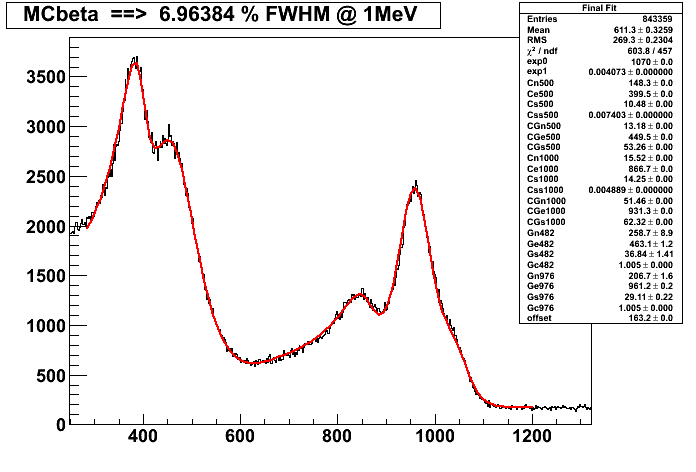 MCbeta ==> 6.96384 % FWHM @ 1MeV
Final Fit
Entries 843359
Mean 611.3 ± 0.3259
RMS 269.3 ± 0.2304
χ² / ndf 603.8 / 457
exp0 1070 ± 0.0
exp1 0.004073 ± 0.000000
Cn500 148.3 ± 0.0
Ce500 399.5 ± 0.0
Cs500 10.48 ± 0.00
Css500 0.007403 ± 0.000000
CGn500 13.18 ± 0.00
CGe500 449.5 ± 0.0
CGs500 53.26 ± 0.00
Cn1000 15.52 ± 0.00
Ce1000 866.7 ± 0.0
Cs1000 14.25 ± 0.00
Css1000 0.004889 ± 0.000000
CGn1000 51.46 ± 0.00
CGe1000 931.3 ± 0.0
CGs1000 62.32 ± 0.00
Gn482 258.7 ± 8.9
Ge482 463.1 ± 1.2
Gs482 36.84 ± 1.41
Gc482 1.005 ± 0.000
Gn976 206.7 ± 1.6
Ge976 961.2 ± 0.2
Gs976 29.11 ± 0.22
Gc976 1.005 ± 0.000
offset 163.2 ± 0.0
3500
3000
2500
2000
1500
1000
500
0
400 600 800 1000 1200